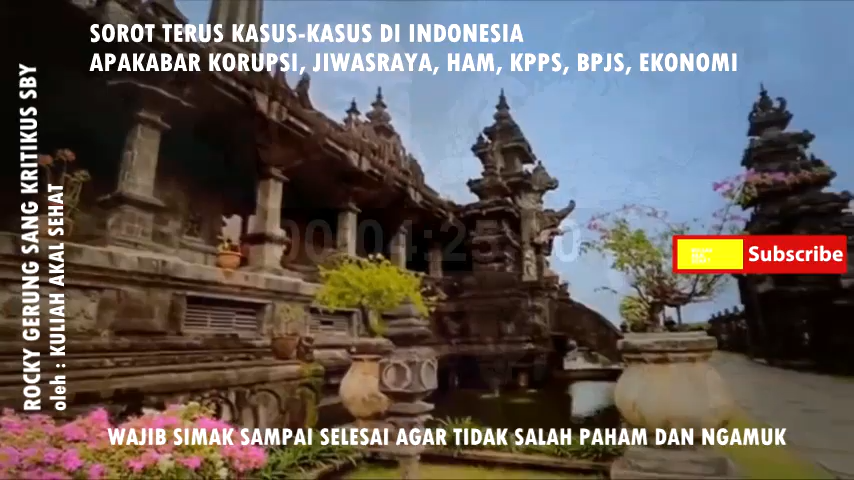 SOROT TERUS KASUS-KASUS DI INDONESIA
APAKABAR KORUPSI, JIWASRAYA, HAM, KPPS, BPJS, EKONOMI
ROCKY GERUNG SANG KRITIKUS SBY
oleh : KULIAH AKAL SEHAT
Subscribe
WAJIB SIMAK SAMPAI SELESAI AGAR TIDAK SALAH PAHAM DAN NGAMUK